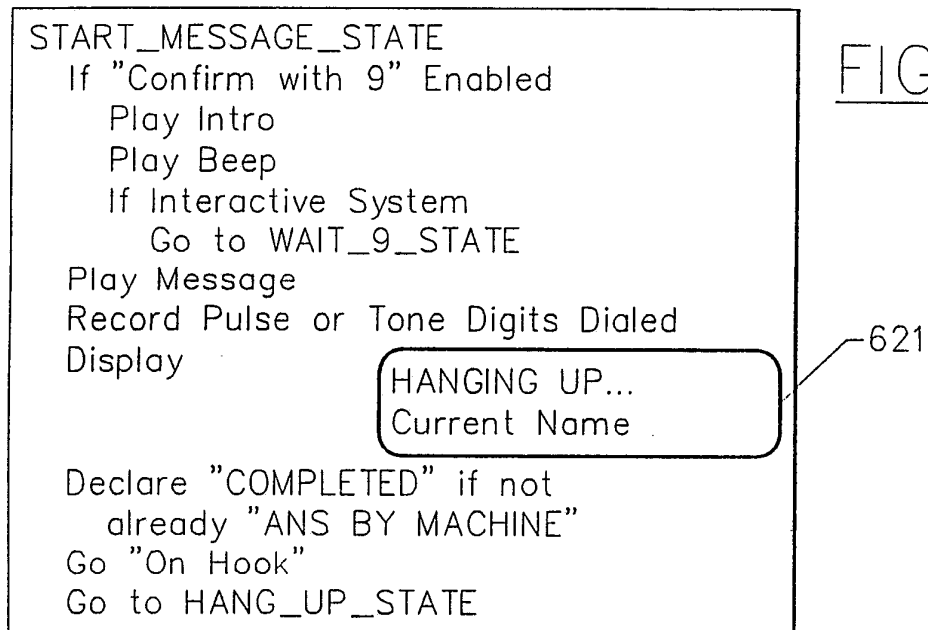 START_MESSAGE_STATE
If "Confirm with 9" Enabled
Play Intro
Play Beep
If Interactive System
Go to WAIT_9_STATE
Play Message
Record Pulse or Tone Digits Dialed
Display
HANGING UP...
Current Name
Declare "COMPLETED" if not
already "ANS BY MACHINE"
Go "On Hook"
Go to HANG_UP_STATE
FIG
621